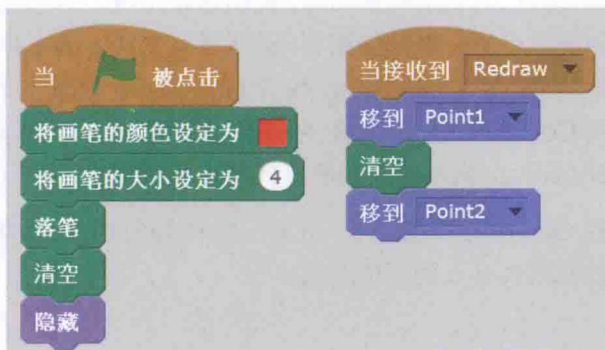 当 被点击
将画笔的颜色设定为
将画笔的大小设定为 4
落笔
清空
隐藏
当接收到 Redraw
移到 Point1
清空
移到 Point2